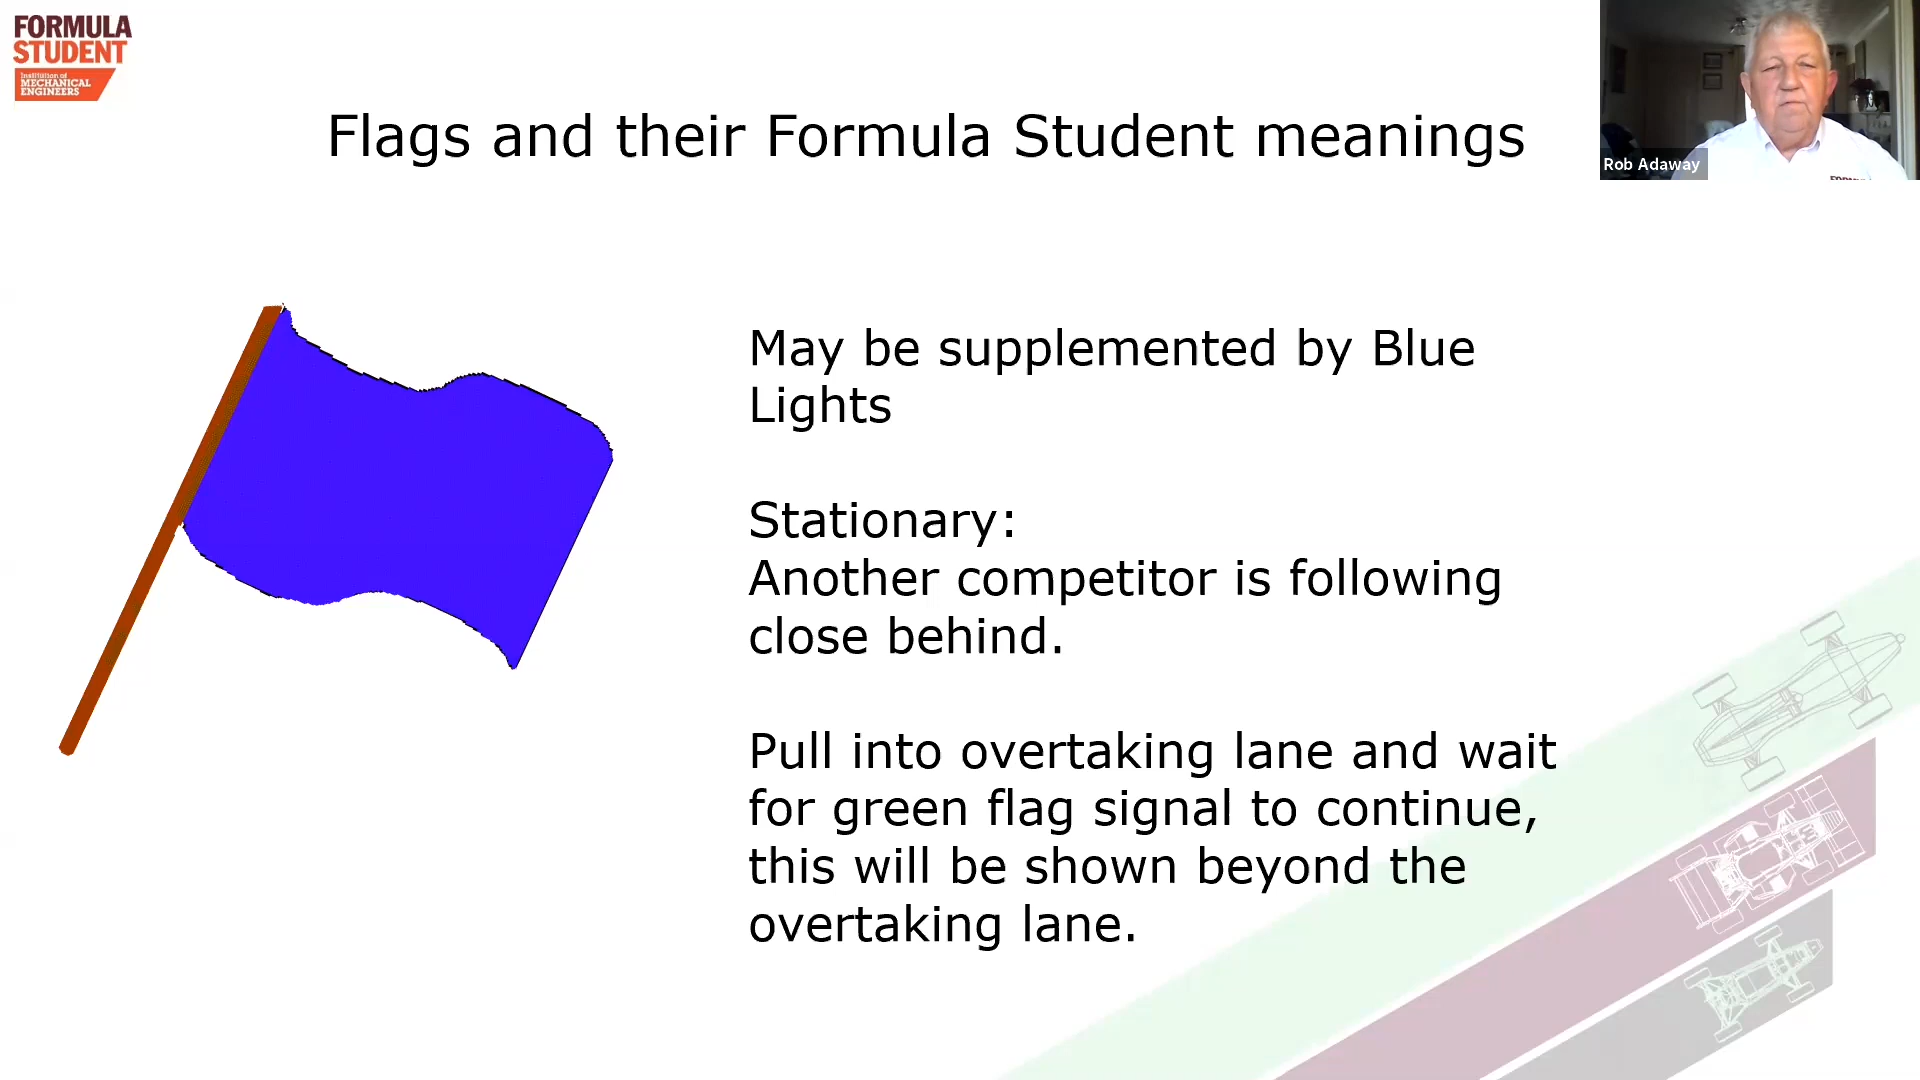 FORMULA
STUDENT
Institution of
MECHANICAL
ENGINEERS
Flags and their Formula Student meanings
Rob Adaway
May be supplemented by Blue
Lights
Stationary:
Another competitor is following
close behind.
Pull into overtaking lane and wait
for green flag signal to continue,
this will be shown beyond the
overtaking lane.